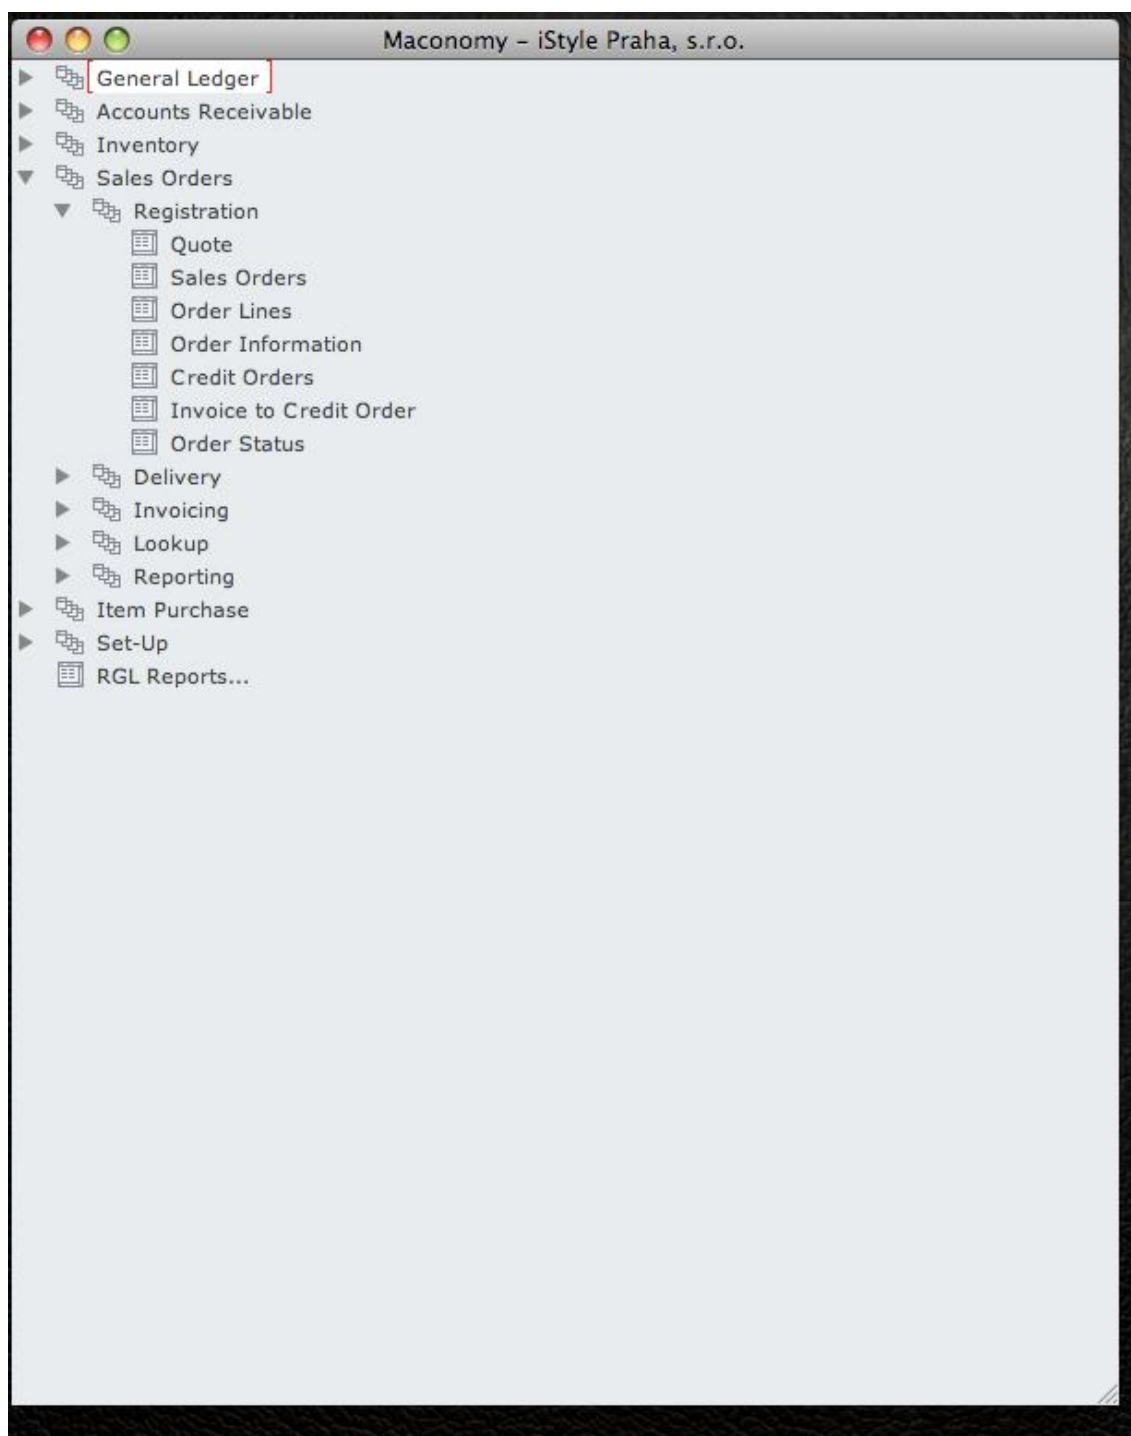 Maconomy – iStyle Praha, s.r.o.
General Ledger
Accounts Receivable
Inventory
Sales Orders
Registration
Quote
Sales Orders
Order Lines
Order Information
Credit Orders
Invoice to Credit Order
Order Status
Delivery
Invoicing
Lookup
Reporting
Item Purchase
Set-Up
RGL Reports...